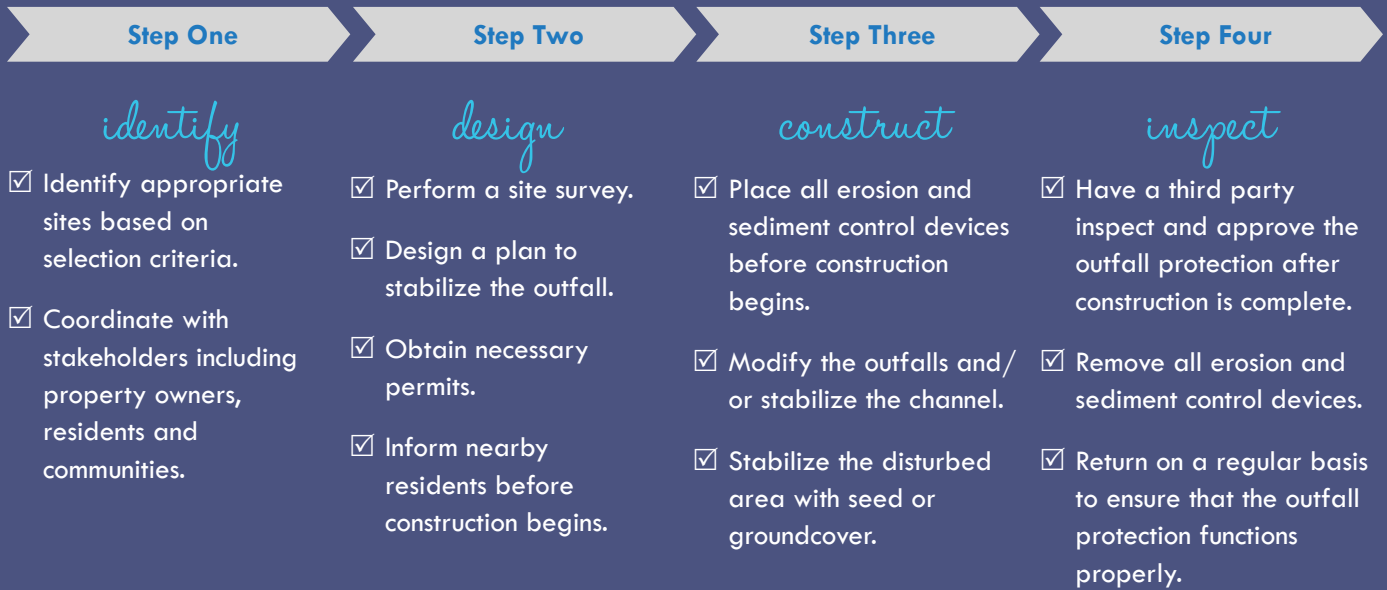 Step One
Step Two
Step Three
Step Four
identify
☑ Identify appropriate
sites based on
selection criteria.
☑ Coordinate with
stakeholders including
property owners,
residents and
communities.
design
☑ Perform a site survey.
☑ Design a plan to
stabilize the outfall.
☑ Obtain necessary
permits.
☑ Inform nearby
residents before
construction begins.
construct
☑ Place all erosion and
sediment control devices
before construction
begins.
☑ Modify the outfalls and/
or stabilize the channel.
☑ Stabilize the disturbed
area with seed or
groundcover.
inspect
☑ Have a third party
inspect and approve the
outfall protection after
construction is complete.
☑ Remove all erosion and
sediment control devices.
☑ Return on a regular basis
to ensure that the outfall
protection functions
properly.